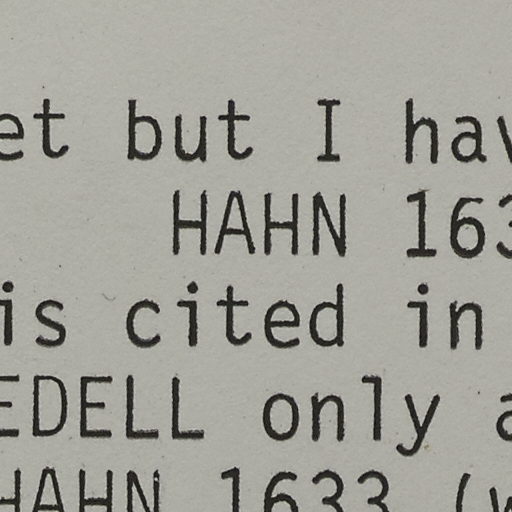 et but I hav
HAHN 163
is cited in
EDELL only a
HAHN 1633 (w